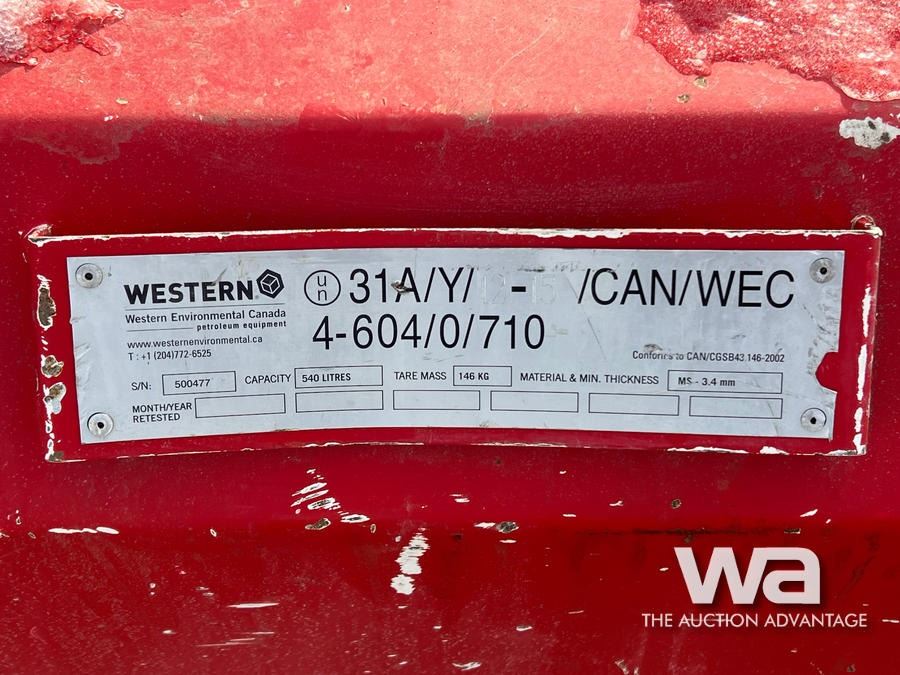 WESTERN
Western Environmental Canada
petroleum equipment
www.westernenvironmental.ca
T : +1 (204)772-6525
un 31A/Y/ - /CAN/WEC
4-604/0/710
Conforms to CAN/CGSB43.146-2002
S/N: 500477 CAPACITY 540 LITRES TARE MASS 146 KG MATERIAL & MIN. THICKNESS MS - 3.4 mm
MONTH/YEAR
RETESTED
wa
THE AUCTION ADVANTAGE